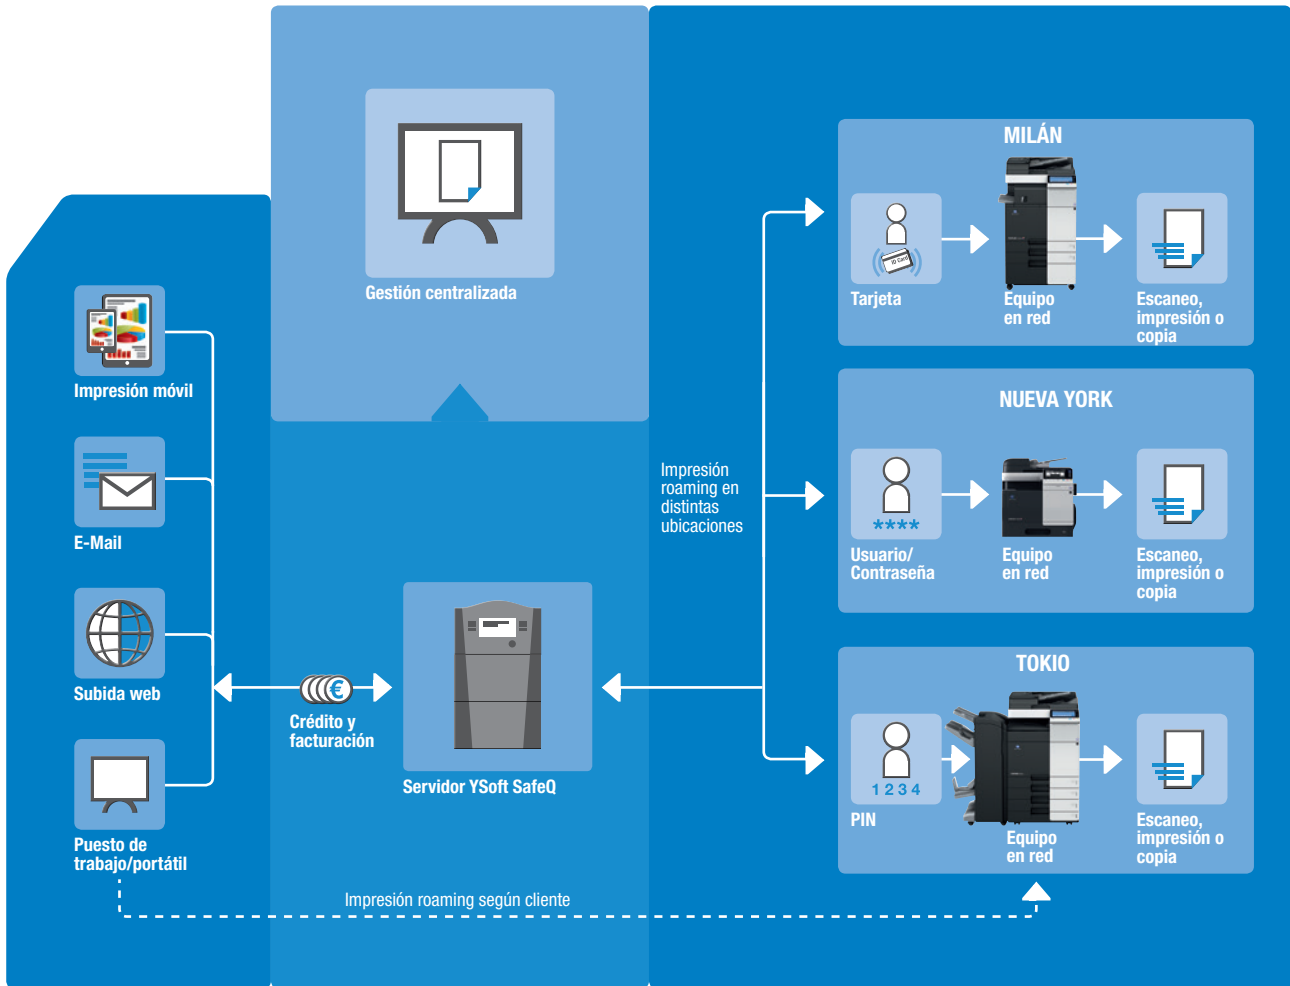 Gestión centralizada
Impresión móvil
E-Mail
Subida web
Puesto de
trabajo/portátil
€
Crédito y
facturación
Servidor YSoft SafeQ
Impresión roaming según cliente
Impresión
roaming en
distintas
ubicaciones
MILÁN
ID Card
Tarjeta
Equipo
en red
Escaneo,
impresión o
copia
NUEVA YORK
****
Usuario/
Contraseña
Equipo
en red
Escaneo,
impresión o
copia
TOKIO
1 2 3 4
PIN
Equipo
en red
Escaneo,
impresión o
copia